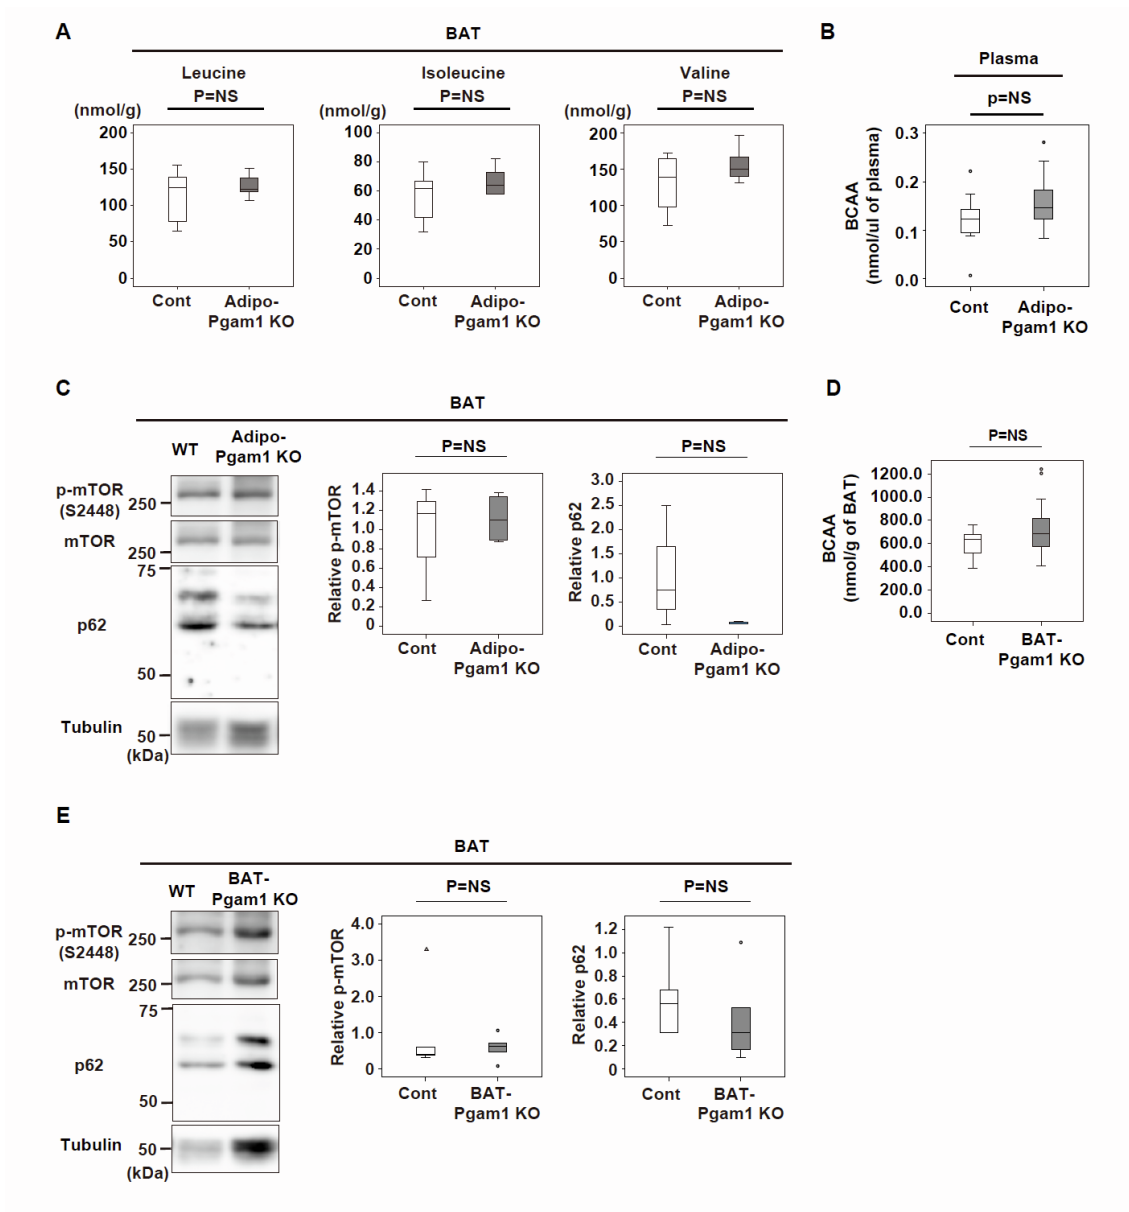 A
BAT
Leucine
P=NS
(nmol/g)
200
150
100
50
0
Cont
Adipo-
Pgam1 KO
Isoleucine
P=NS
(nmol/g)
100
80
60
40
20
0
Cont
Adipo-
Pgam1 KO
Valine
P=NS
(nmol/g)
200
150
100
50
0
Cont
Adipo-
Pgam1 KO
B
Plasma
p=NS
BCAA
(nmol/ul of plasma)
0.3
0.2
0.1
0.0
Cont
Adipo-
Pgam1 KO
C
BAT
WT
Adipo-
Pgam1 KO
p-mTOR
(S2448)
250
mTOR
250
75
p62
50
Tubulin
50
(kDa)
P=NS
Relative p-mTOR
1.4
1.2
1.0
0.8
0.6
0.4
0.2
0
Cont
Adipo-
Pgam1 KO
P=NS
Relative p62
3.0
2.5
2.0
1.5
1.0
0.5
0
Cont
Adipo-
Pgam1 KO
D
P=NS
BCAA
(nmol/g of BAT)
1200.0
1000.0
800.0
600.0
400.0
200.0
0.0
Cont
BAT-
Pgam1 KO
E
BAT
WT
BAT-
Pgam1 KO
p-mTOR
(S2448)
250
mTOR
250
75
p62
50
Tubulin
50
(kDa)
P=NS
Relative p-mTOR
4.0
3.0
2.0
1.0
0
Cont
BAT-
Pgam1 KO
P=NS
Relative p62
1.2
1.0
0.8
0.6
0.4
0.2
0
Cont
BAT-
Pgam1 KO